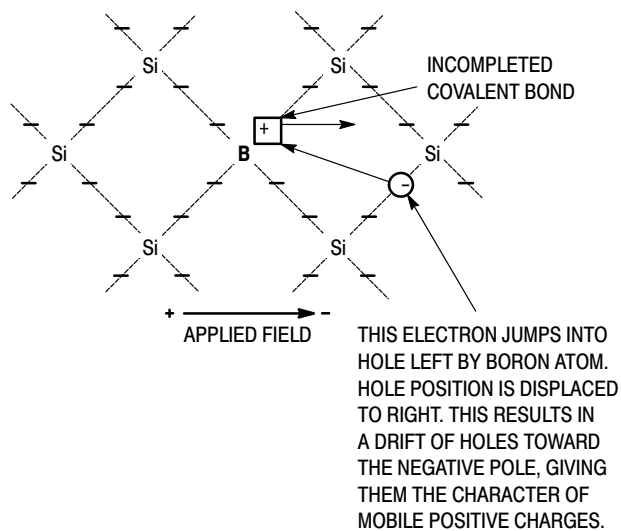 Si
Si
INCOMPLETED
COVALENT BOND
+
Si
B
Si
-
Si
Si
+ -
APPLIED FIELD
THIS ELECTRON JUMPS INTO
HOLE LEFT BY BORON ATOM.
HOLE POSITION IS DISPLACED
TO RIGHT. THIS RESULTS IN
A DRIFT OF HOLES TOWARD
THE NEGATIVE POLE, GIVING
THEM THE CHARACTER OF
MOBILE POSITIVE CHARGES.